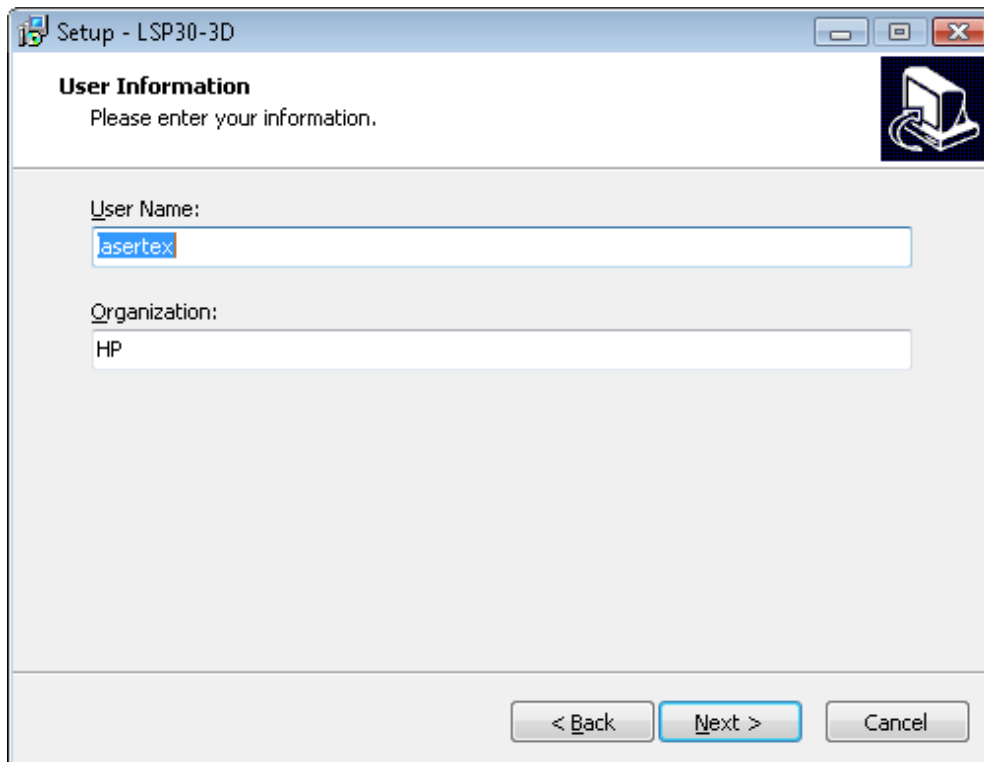 Setup - LSP30-3D
User Information
Please enter your information.
User Name:
lasertex
Organization:
HP
< Back
Next >
Cancel